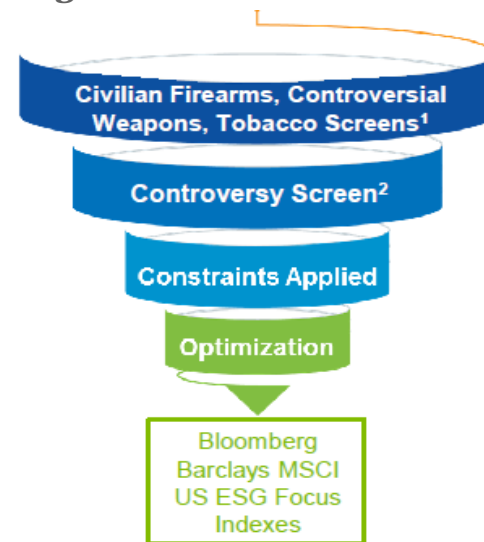 Civilian Firearms, Controversial
Weapons, Tobacco Screens¹
Controversy Screen²
Constraints Applied
Optimization
Bloomberg
Barclays MSCI
US ESG Focus
Indexes